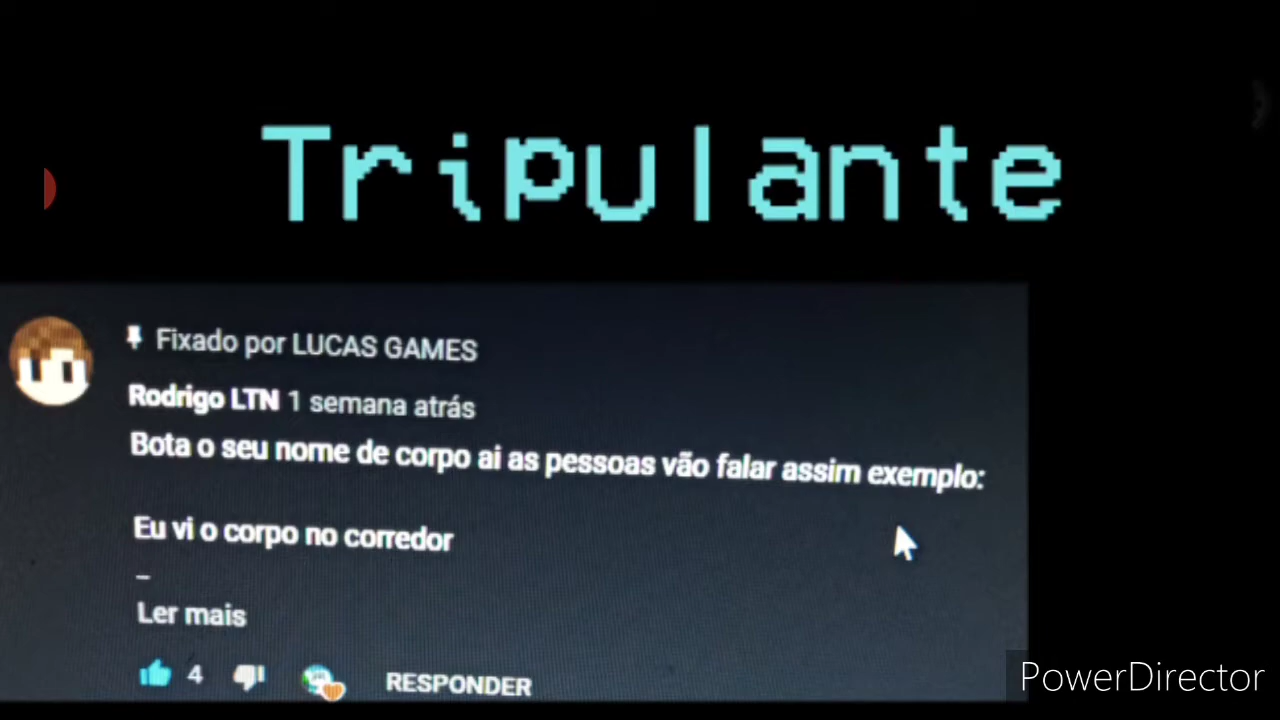 Tripulante
Fixado por LUCAS GAMES
Rodrigo LTN 1 semana atrás
Bota o seu nome de corpo ai as pessoas vão falar assim exemplo:
Eu vi o corpo no corredor
_
Ler mais
4
RESPONDER
PowerDirector